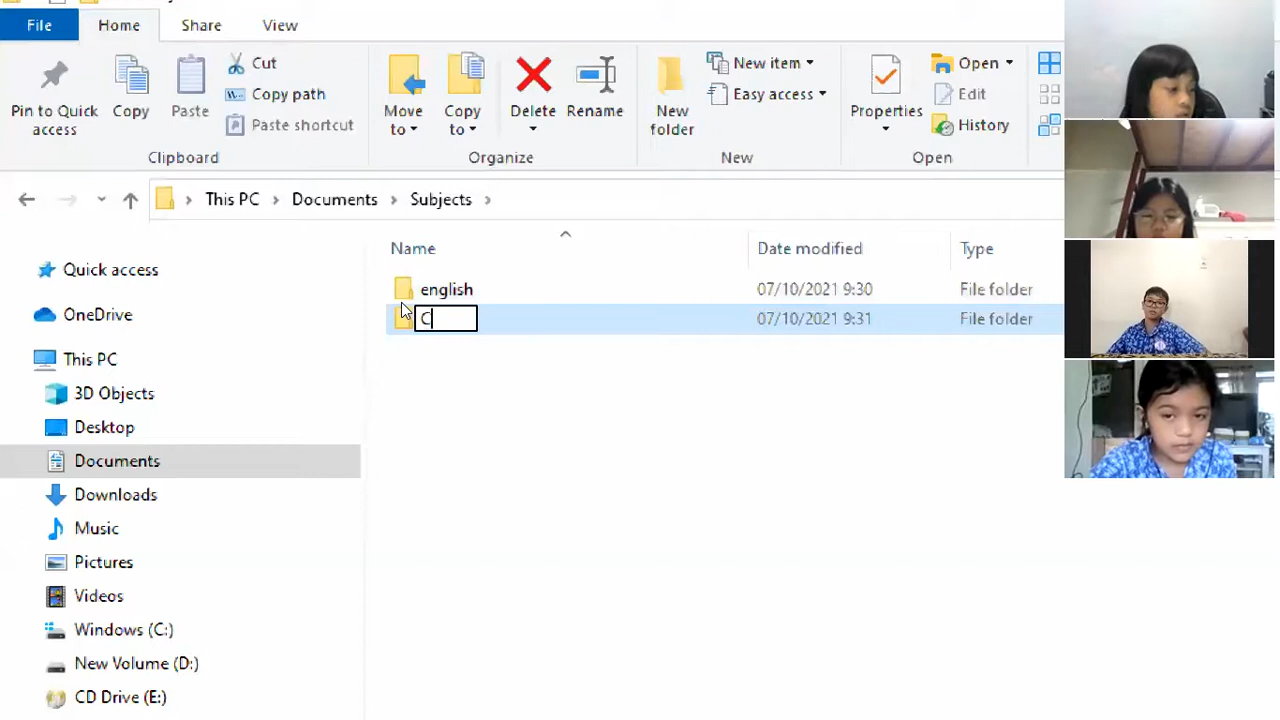 File Home Share View
Pin to Quick access
Copy
Paste
Cut
Copy path
Paste shortcut
Clipboard
Move to
Copy to
Delete
Rename
Organize
New folder
New item
Easy access
New
Properties
Open
Edit
History
Open
This PC Documents Subjects
Name Date modified Type
english 07/10/2021 9:30 File folder
C 07/10/2021 9:31 File folder
Quick access
OneDrive
This PC
3D Objects
Desktop
Documents
Downloads
Music
Pictures
Videos
Windows (C:)
New Volume (D:)
CD Drive (E:)